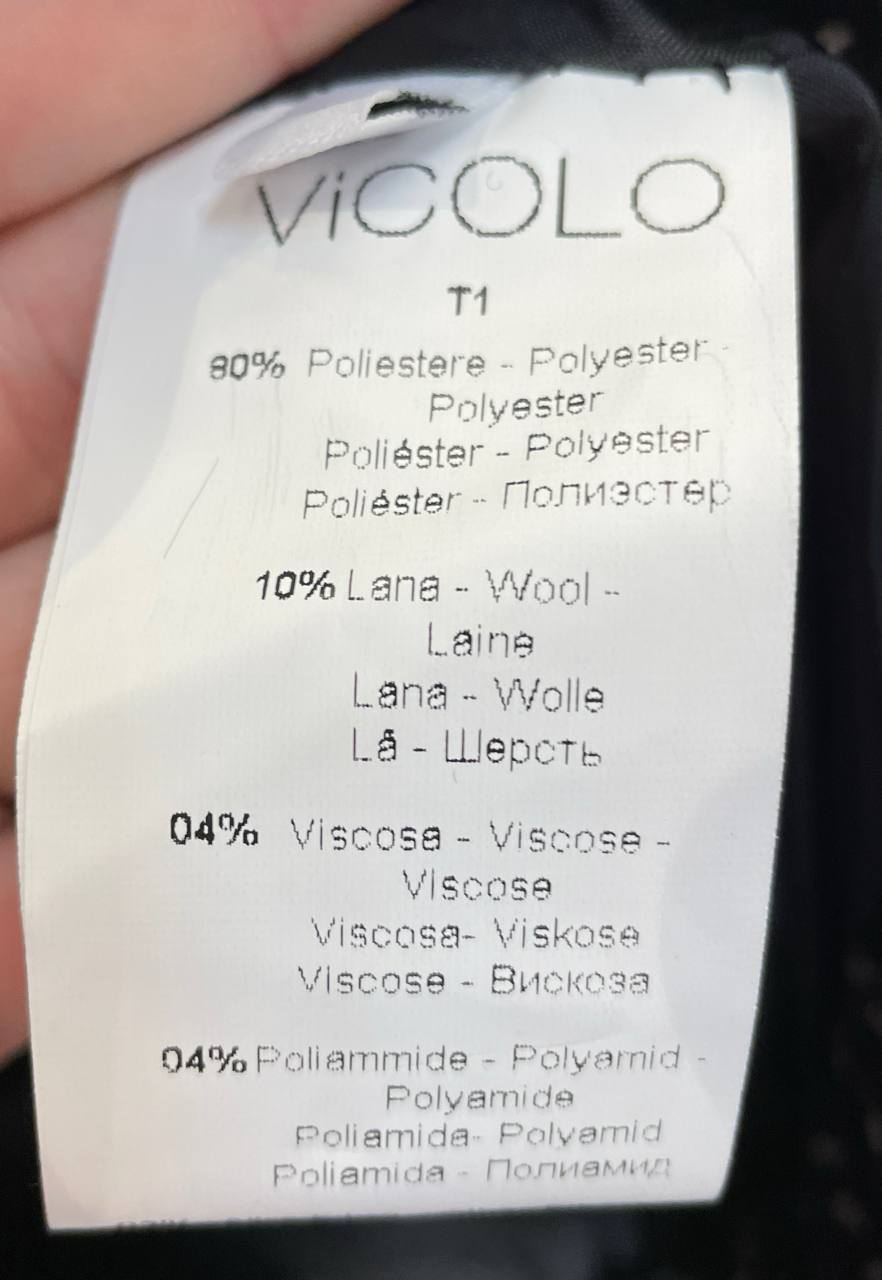 ViCOLO
T1
80% Poliestere - Polyester -
Polyester
Poliéster - Polyester
Poliéster - Полиэстер
10% Lana - Wool -
Laine
Lana - Wolle
Lã - Шерсть
04% Viscosa - Viscose -
Viscose
Viscosa- Viskose
Viscose - Вискоза
04% Poliammide - Polyamid -
Polyamide
Poliamida- Polyamid
Poliamida - Полиамид